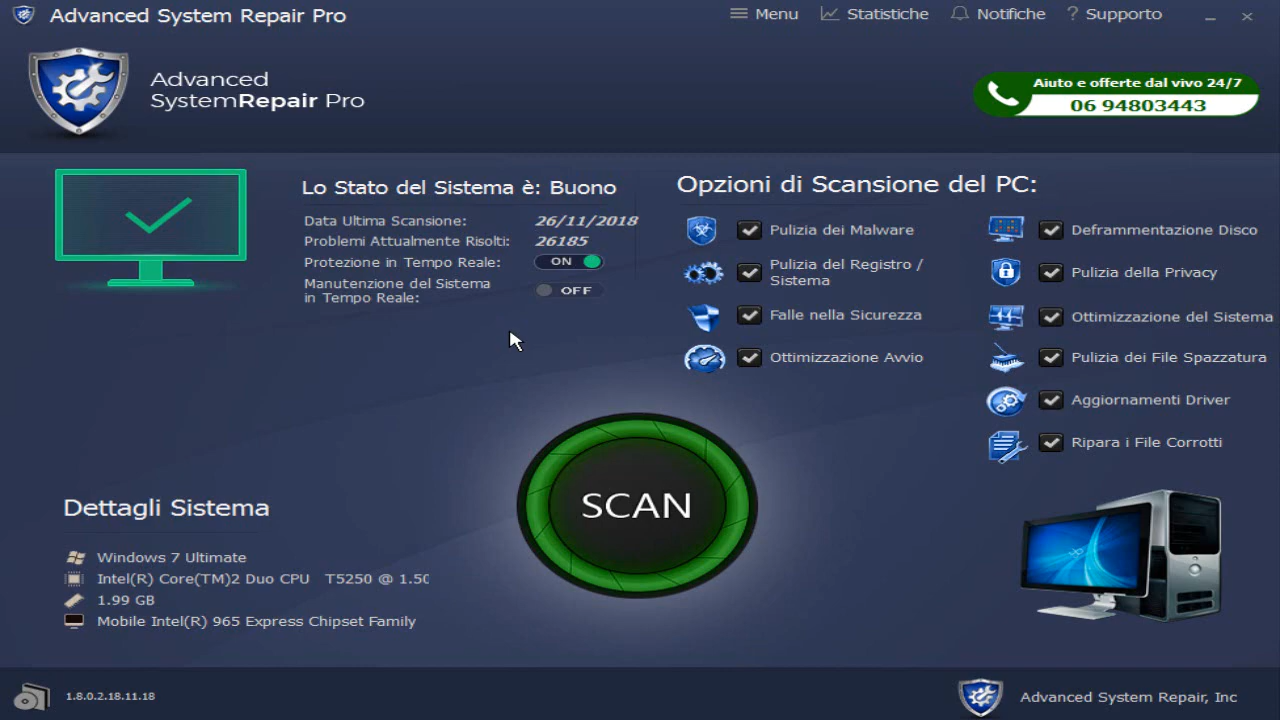 Advanced System Repair Pro
Menu
Statistiche
Notifiche
? Supporto
Advanced
SystemRepair Pro
Aiuto e offerte dal vivo 24/7
06 94803443
Lo Stato del Sistema è: Buono
Data Ultima Scansione: 26/11/2018
Problemi Attualmente Risolti: 26185
Protezione in Tempo Reale: ON
Manutenzione del Sistema
in Tempo Reale: OFF
Opzioni di Scansione del PC:
Pulizia dei Malware
Pulizia del Registro /
Sistema
Falle nella Sicurezza
Ottimizzazione Avvio
Deframmentazione Disco
Pulizia della Privacy
Ottimizzazione del Sistema
Pulizia dei File Spazzatura
Aggiornamenti Driver
Ripara i File Corrotti
SCAN
Dettagli Sistema
Windows 7 Ultimate
Intel(R) Core(TM)2 Duo CPU T5250 @ 1.50
1.99 GB
Mobile Intel(R) 965 Express Chipset Family
1.8.0.2.18.11.18
Advanced System Repair, Inc